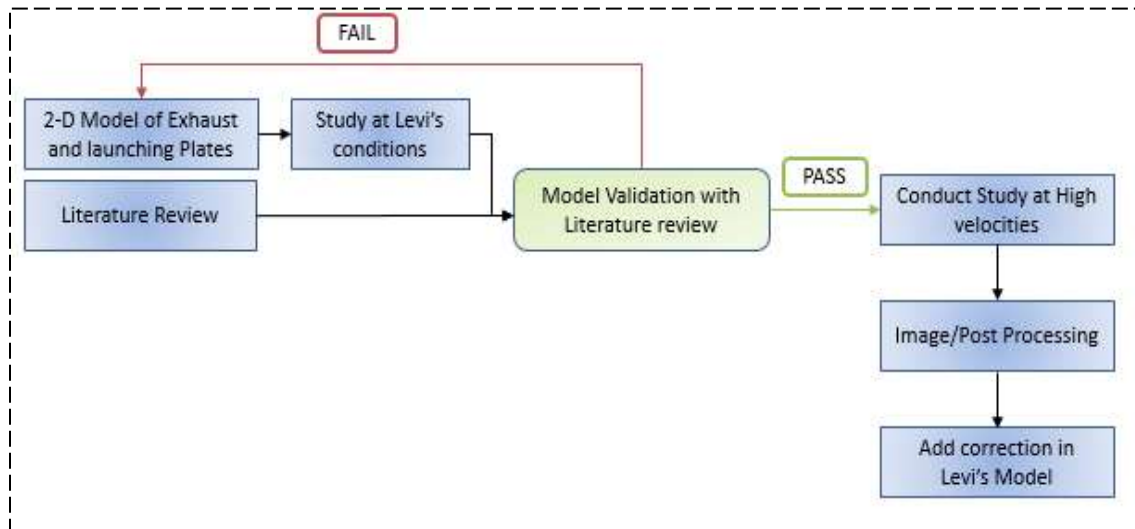 FAIL
2-D Model of Exhaust
and launching Plates
Study at Levi's
conditions
Literature Review
Model Validation with
Literature review
PASS
Conduct Study at High
velocities
Image/Post Processing
Add correction in
Levi's Model